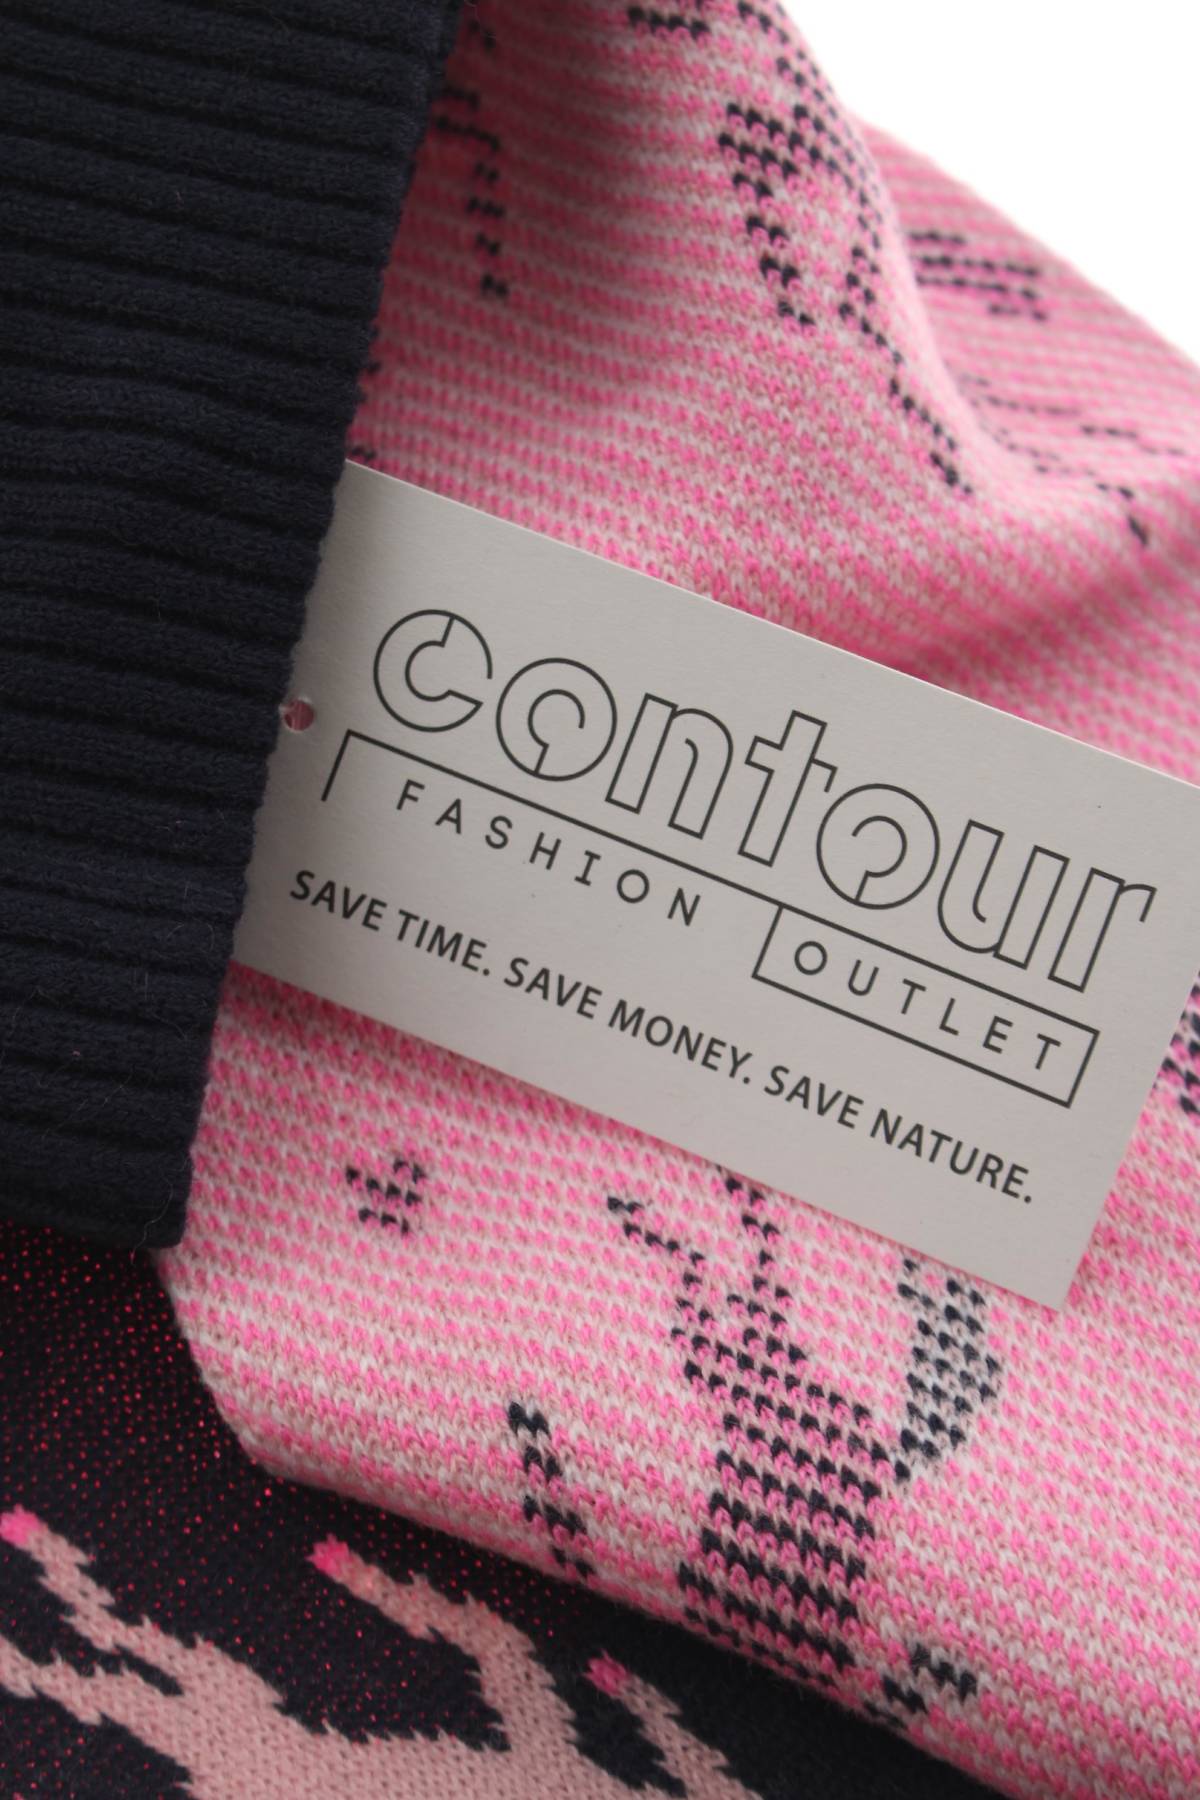 contour
FASHION
OUTLET
SAVE TIME. SAVE MONEY. SAVE NATURE.